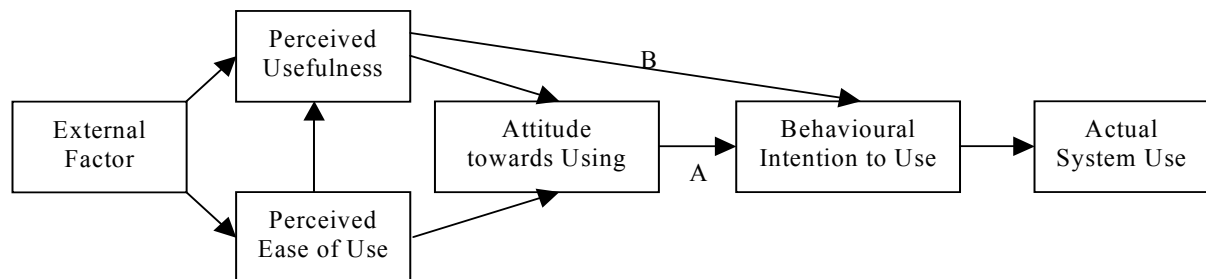 Perceived
Usefulness
B
External
Factor
Attitude
towards Using
A
Behavioural
Intention to Use
Actual
System Use
Perceived
Ease of Use